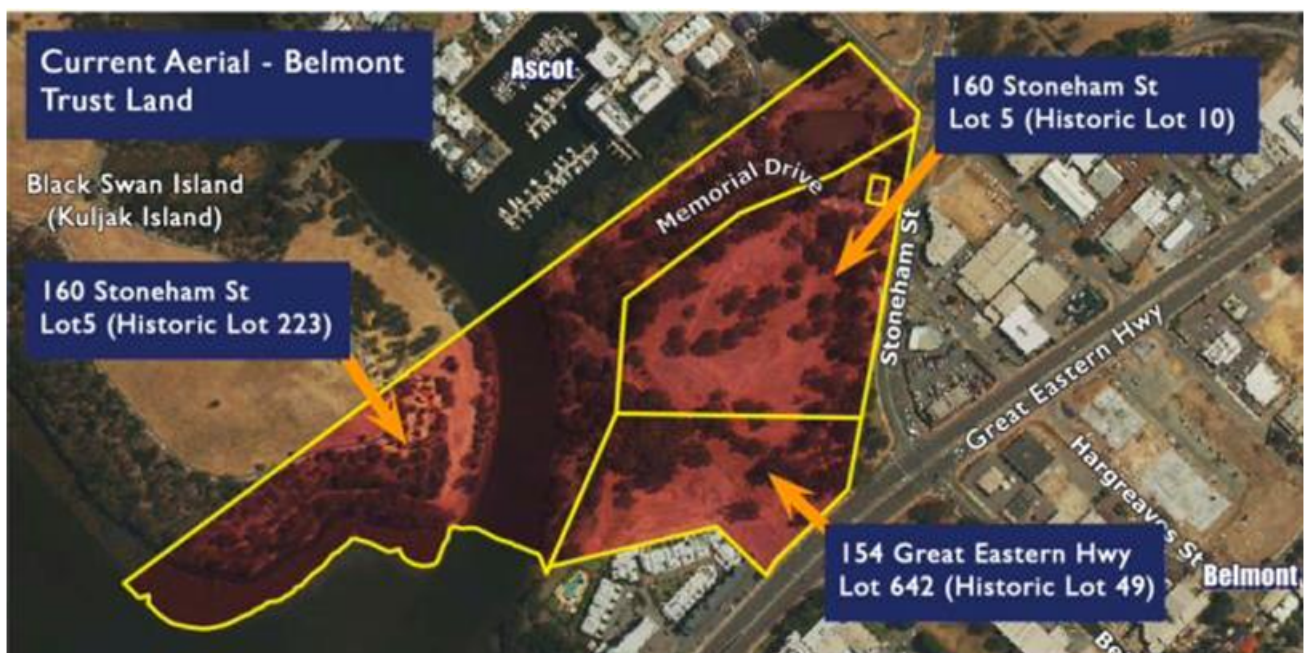 Current Aerial - Belmont
Trust Land
Ascot
160 Stoneham St
Lot 5 (Historic Lot 10)
Black Swan Island
(Kuljak Island)
Memorial Drive
160 Stoneham St
Lot5 (Historic Lot 223)
Stoneham St
Great Eastern Hwy
Hargreaves St
154 Great Eastern Hwy
Lot 642 (Historic Lot 49)
Belmont